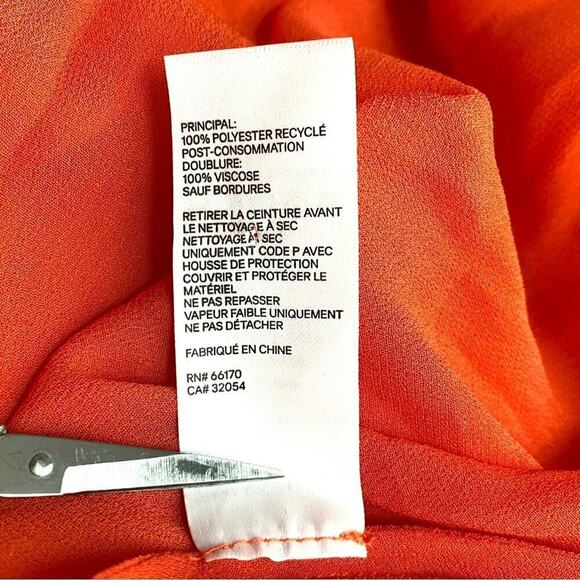 PRINCIPAL:
100% POLYESTER RECYCLÉ
POST-CONSOMMATION
DOUBLURE:
100% VISCOSE
SAUF BORDURES
RETIRER LA CEINTURE AVANT
LE NETTOYAGE À SEC
NETTOYAGE À SEC
UNIQUEMENT CODE P AVEC
HOUSSE DE PROTECTION
COUVRIR ET PROTÉGER LE
MATÉRIEL
NE PAS REPASSER
VAPEUR FAIBLE UNIQUEMENT
NE PAS DÉTACHER
FABRIQUÉ EN CHINE
RN# 66170
CA# 32054